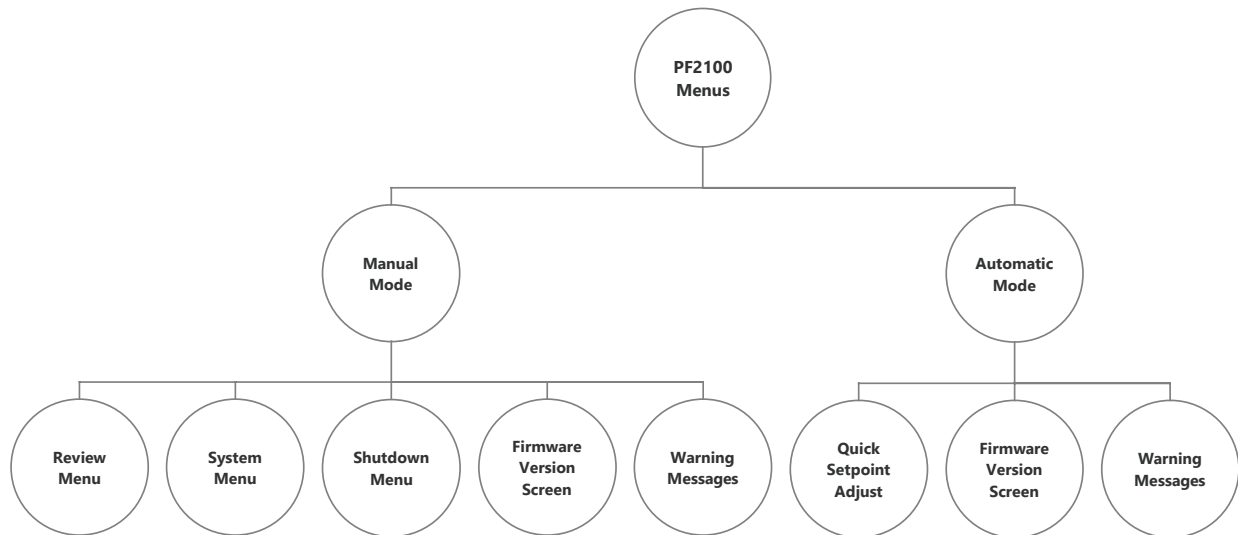 PF2100
Menus
Manual
Mode
Automatic
Mode
Review
Menu
System
Menu
Shutdown
Menu
Firmware
Version
Screen
Warning
Messages
Quick
Setpoint
Adjust
Firmware
Version
Screen
Warning
Messages